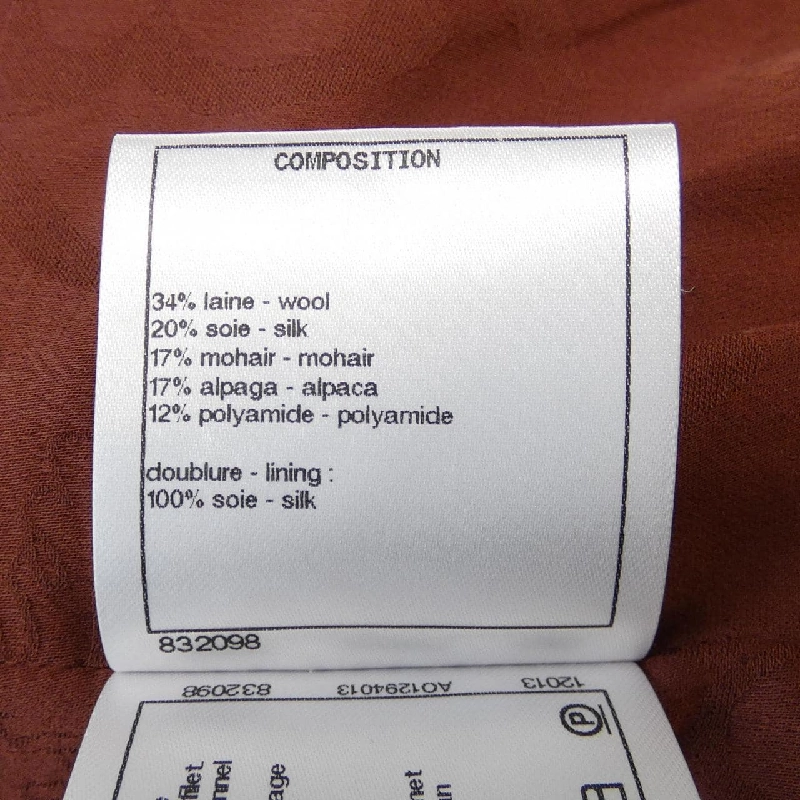 COMPOSITION
34% laine - wool
20% soie - silk
17% mohair - mohair
17% alpaga - alpaca
12% polyamide - polyamide
doublure - lining :
100% soie - silk
832098
832098 AO1294013 12013
P